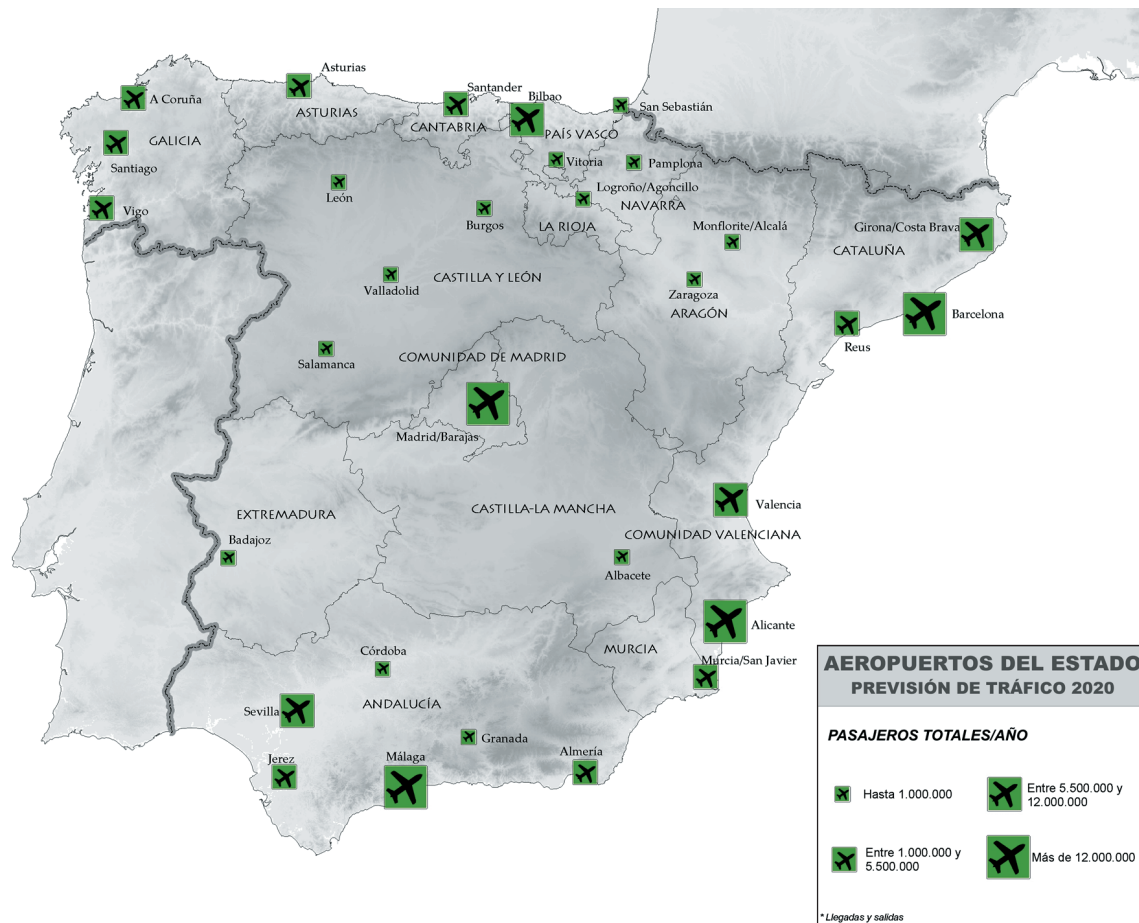 Asturias
A Coruña
ASTURIAS
Santander
Bilbao
CANTABRIA
San Sebastián
PAÍS VASCO
GALICIA
Santiago
Vitoria
Pamplona
León
Logroño/Agoncillo
NAVARRA
Vigo
Burgos
LA RIOJA
Monflorite/Alcalá
Girona/Costa Brava
CATALUÑA
Valladolid
CASTILLA Y LEÓN
Zaragoza
ARAGÓN
Barcelona
Reus
Salamanca
COMUNIDAD DE MADRID
Madrid/Barajas
EXTREMADURA
CASTILLA-LA MANCHA
Valencia
COMUNIDAD VALENCIANA
Badajoz
Albacete
Alicante
Córdoba
MURCIA
Murcia/San Javier
Sevilla
ANDALUCÍA
Granada
Jerez
Málaga
Almería
AEROPUERTOS DEL ESTADO
PREVISIÓN DE TRÁFICO 2020
PASAJEROS TOTALES/AÑO
Hasta 1.000.000
Entre 5.500.000 y
12.000.000
Entre 1.000.000 y
5.500.000
Más de 12.000.000
* Llegadas y salidas